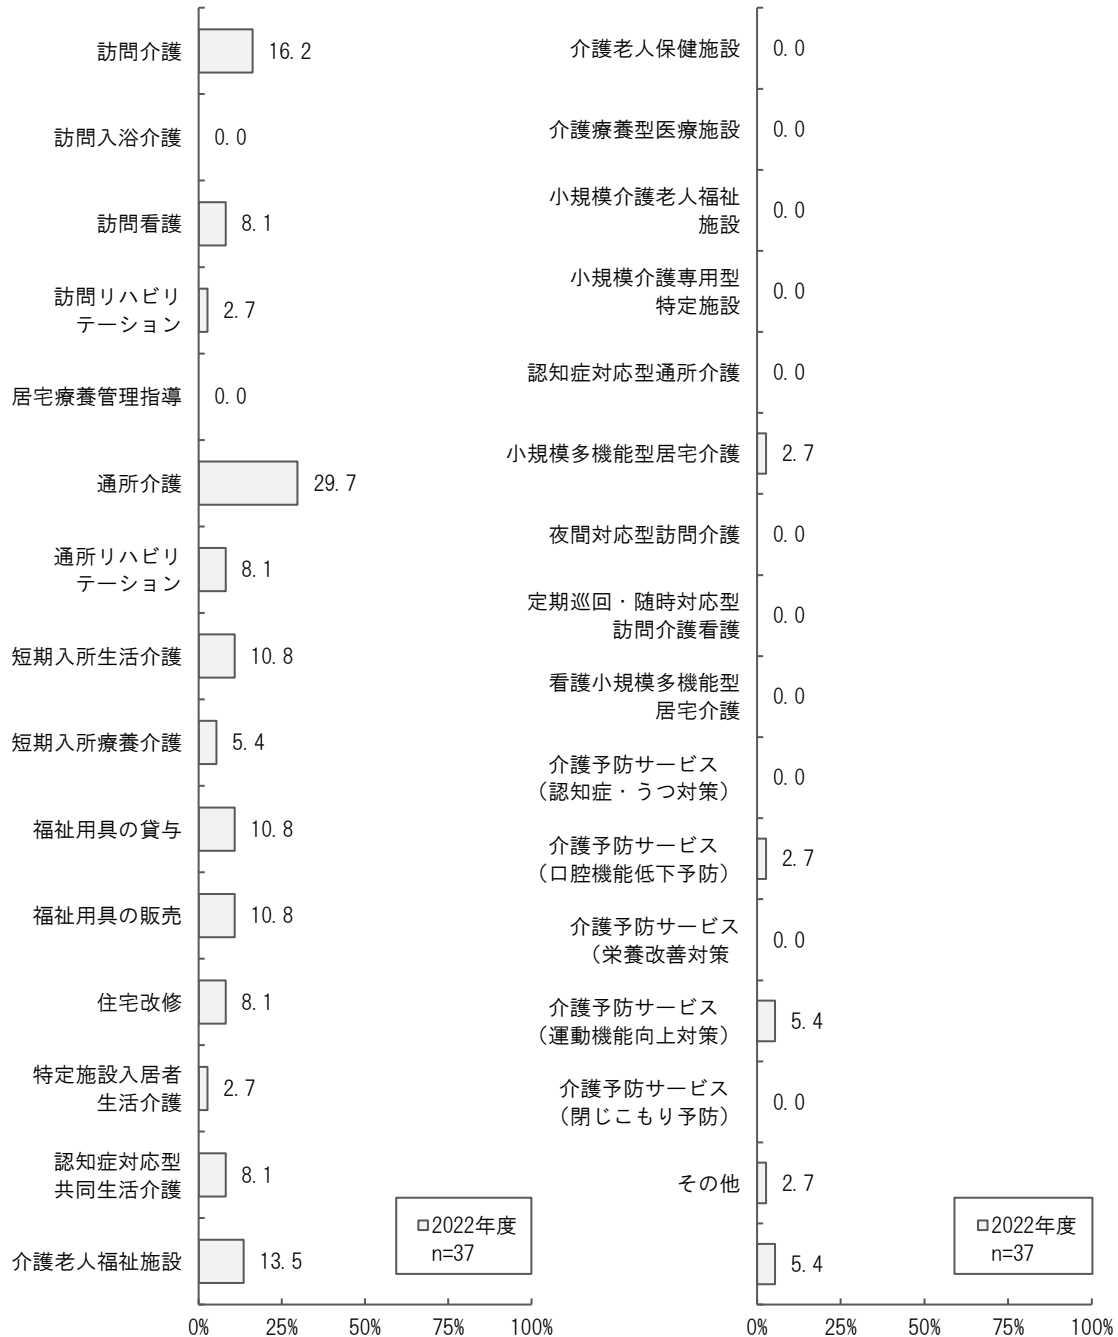 訪問介護
16.2
訪問入浴介護
0.0
訪問看護
8.1
訪問リハビリ
テーション
2.7
居宅療養管理指導
0.0
通所介護
29.7
通所リハビリ
テーション
8.1
短期入所生活介護
10.8
短期入所療養介護
5.4
福祉用具の貸与
10.8
福祉用具の販売
10.8
住宅改修
8.1
特定施設入居者
生活介護
2.7
認知症対応型
共同生活介護
8.1
介護老人福祉施設
13.5
□2022年度
n=37
0%
25%
50%
75%
100%
介護老人保健施設
0.0
介護療養型医療施設
0.0
小規模介護老人福祉
施設
0.0
小規模介護専用型
特定施設
0.0
認知症対応型通所介護
0.0
小規模多機能型居宅介護
2.7
夜間対応型訪問介護
0.0
定期巡回・随時対応型
訪問介護看護
0.0
看護小規模多機能型
居宅介護
0.0
介護予防サービス
（認知症・うつ対策）
0.0
介護予防サービス
（口腔機能低下予防）
2.7
介護予防サービス
（栄養改善対策
0.0
介護予防サービス
（運動機能向上対策）
5.4
介護予防サービス
（閉じこもり予防）
0.0
その他
2.7
5.4
□2022年度
n=37
0%
25%
50%
75%
100%